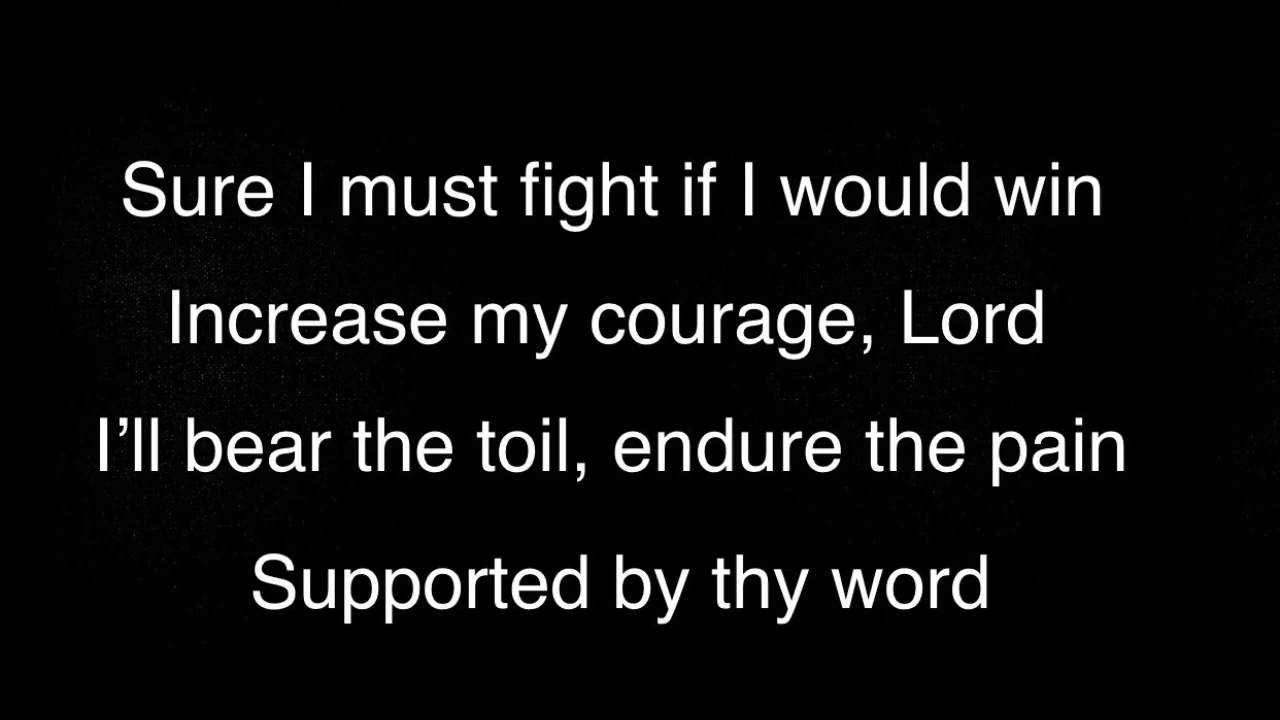 Sure I must fight if I would win
Increase my courage, Lord
I’ll bear the toil, endure the pain
Supported by thy word